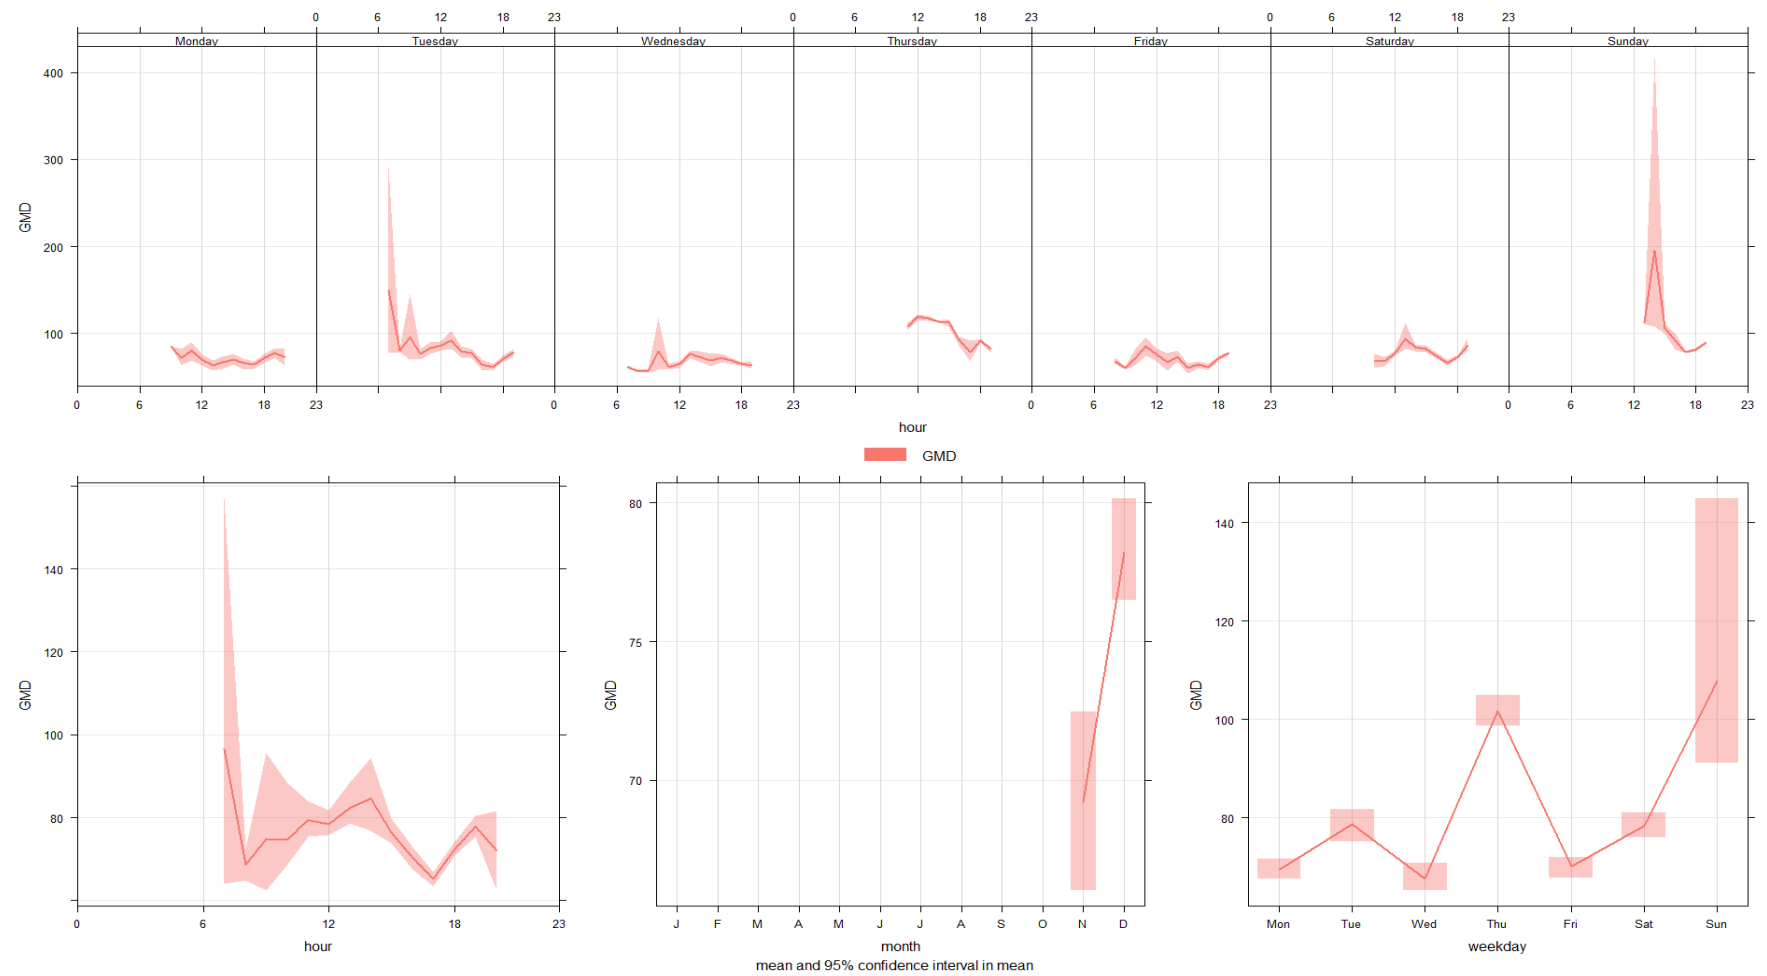 0 6 12 18 23 0 6 12 18 23 0 6 12 18 23
Monday Tuesday Wednesday Thursday Friday Saturday Sunday
400
300
200
100
GMD
0 6 12 18 23 0 6 12 18 23 0 6 12 18 23 0 6 12 18 23
hour
GMD
140
120
100
80
GMD
0 6 12 18 23
hour
80
75
70
GMD
J F M A M J J A S O N D
month
140
120
100
80
GMD
Mon Tue Wed Thu Fri Sat Sun
weekday
mean and 95% confidence interval in mean